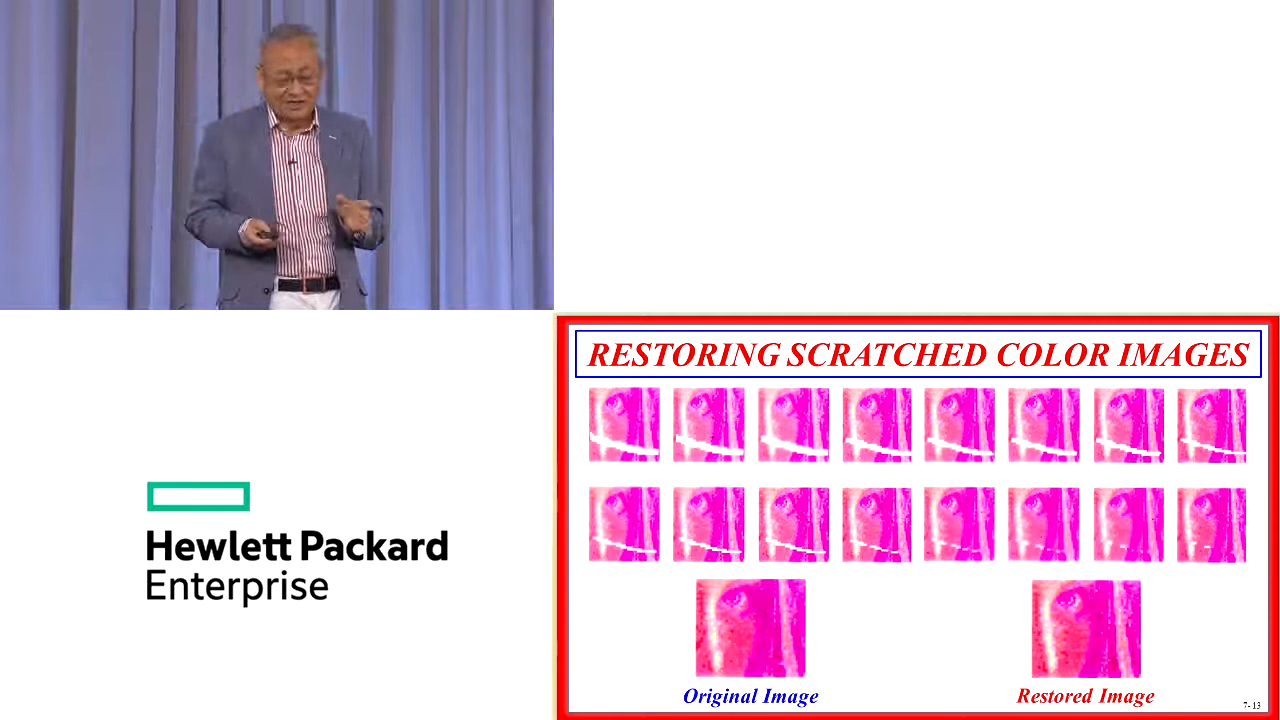 RESTORING SCRATCHED COLOR IMAGES
Original Image
Restored Image
7-13
Hewlett Packard
Enterprise